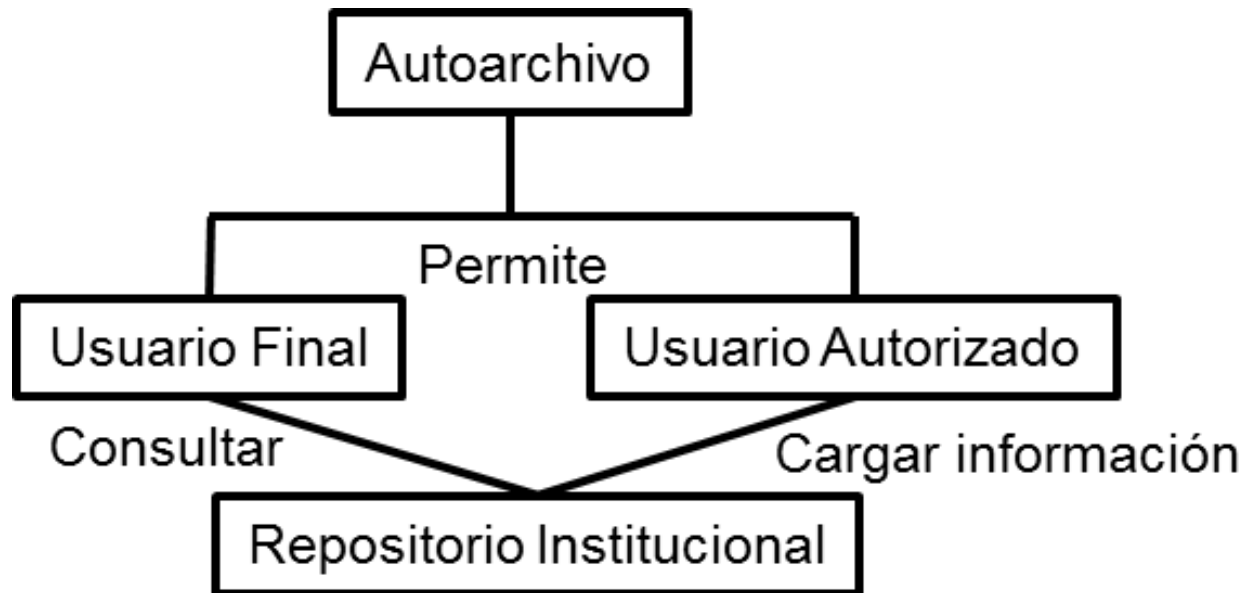 Autoarchivo
Permite
Usuario Final
Usuario Autorizado
Consultar
Cargar información
Repositorio Institucional